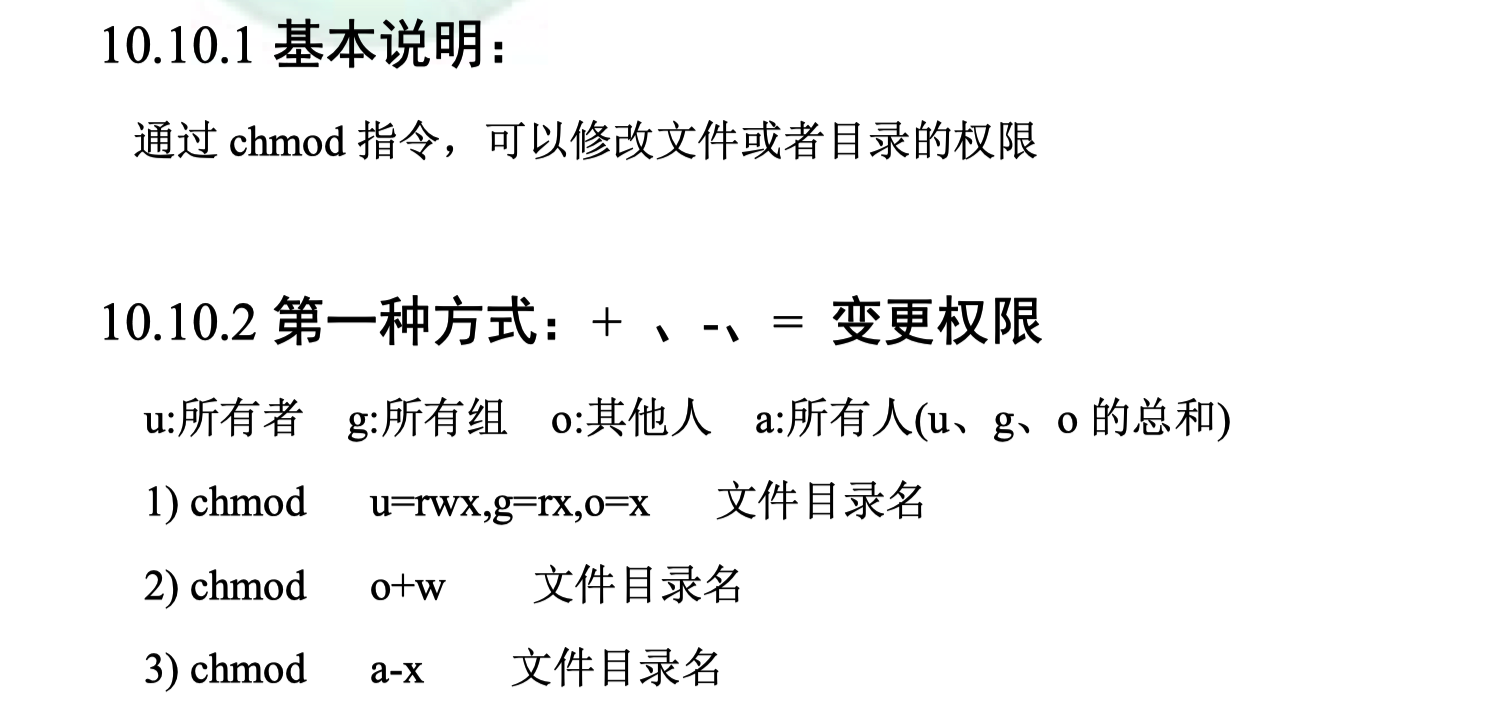 10.10.1 基本说明：
通过 chmod 指令，可以修改文件或者目录的权限
10.10.2 第一种方式：+ 、-、= 变更权限
u:所有者 g:所有组 o:其他人 a:所有人(u、g、o 的总和)
1) chmod u=rwx,g=rx,o=x 文件目录名
2) chmod o+w 文件目录名
3) chmod a-x 文件目录名